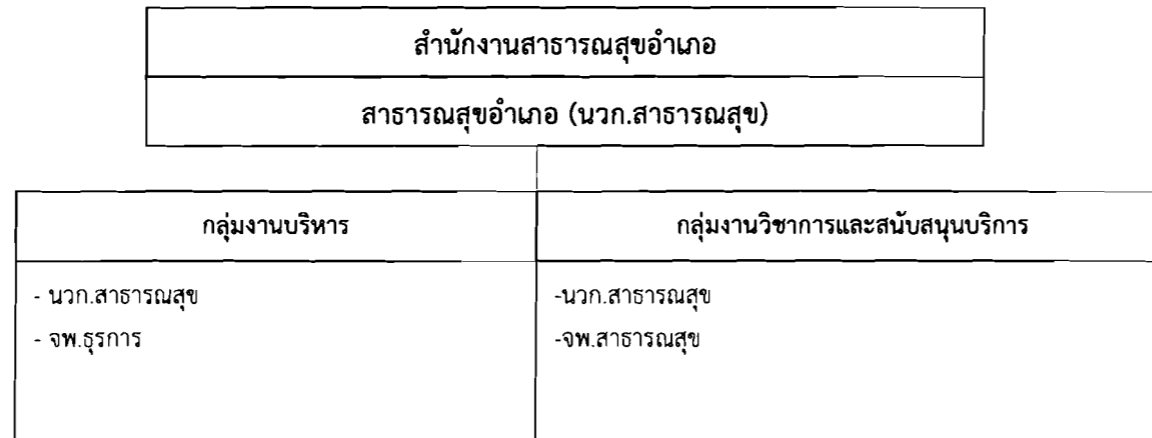 สำนักงานสาธารณสุขอำเภอ
สาธารณสุขอำเภอ (นวก.สาธารณสุข)
กลุ่มงานบริหาร
- นวก.สาธารณสุข
- จพ.ธุรการ
กลุ่มงานวิชาการและสนับสนุนบริการ
-นวก.สาธารณสุข
-จพ.สาธารณสุข